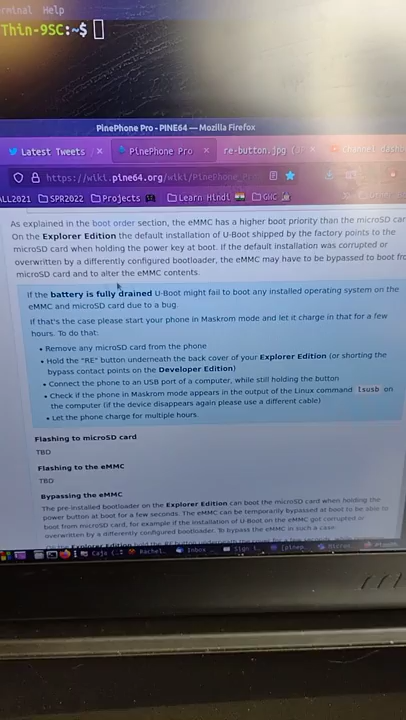 rminal Help
Thin-9SC:~$
PinePhone Pro - PINE64 — Mozilla Firefox
Latest Tweets
PinePhone Pro
re-button.jpg
Channel dashb
https://wiki.pine64.org/wiki/PinePhone_Pro
ALL2021 SPR2022 Projects Learn Hindi GHC
As explained in the boot order section, the eMMC has a higher boot priority than the microSD car
On the Explorer Edition the default installation of U-Boot shipped by the factory points to the
microSD card when holding the power key at boot. If the default installation was corrupted or
overwritten by a differently configured bootloader, the eMMC may have to be bypassed to boot fro
microSD card and to alter the eMMC contents.
If the battery is fully drained U-Boot might fail to boot any installed operating system on the
eMMC and microSD card due to a bug.
If that's the case please start your phone in Maskrom mode and let it charge in that for a few
hours. To do that:
• Remove any microSD card from the phone
• Hold the "RE" button underneath the back cover of your Explorer Edition (or shorting the
bypass contact points on the Developer Edition)
• Connect the phone to an USB port of a computer, while still holding the button
• Check if the phone in Maskrom mode appears in the output of the Linux command lsusb on
the computer (if the device disappears again please use a different cable)
• Let the phone charge for multiple hours.
Flashing to microSD card
TBD
Flashing to the eMMC
TBD
Bypassing the eMMC
The pre-installed bootloader on the Explorer Edition can boot the microSD card when holding the
power button at boot for a few seconds. The eMMC can be temporarily bypassed at boot to be able to
boot from microSD card, for example if the installation of U-Boot on the eMMC got corrupted or
overwritten by a differently configured bootloader. To bypass the eMMC in such a case
Caja (
Rachel
Inbox
Sign i
[pinep